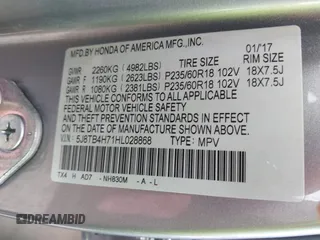 MFD.BY HONDA OF AMERICA MFG.,INC. 01/17
TIRE SIZE RIM SIZE
GVWR 2260KG (4982LBS)
GAWR F 1190KG (2623LBS) P235/60R18 102V 18X7.5J
GAWR R 1080KG (2381LBS) P235/60R18 102V 18X7.5J
THIS VEHICLE CONFORMS TO ALL APPLICABLE
FEDERAL MOTOR VEHICLE SAFETY AND THEFT
PREVENTION STANDARDS IN EFFECT ON THE DATE
OF MANUFACTURE SHOWN ABOVE.
V.I.N: 5J8TB4H71HL028868 TYPE: MPV
TX4 H AD7 -NH830M - A - L
DREAMBID